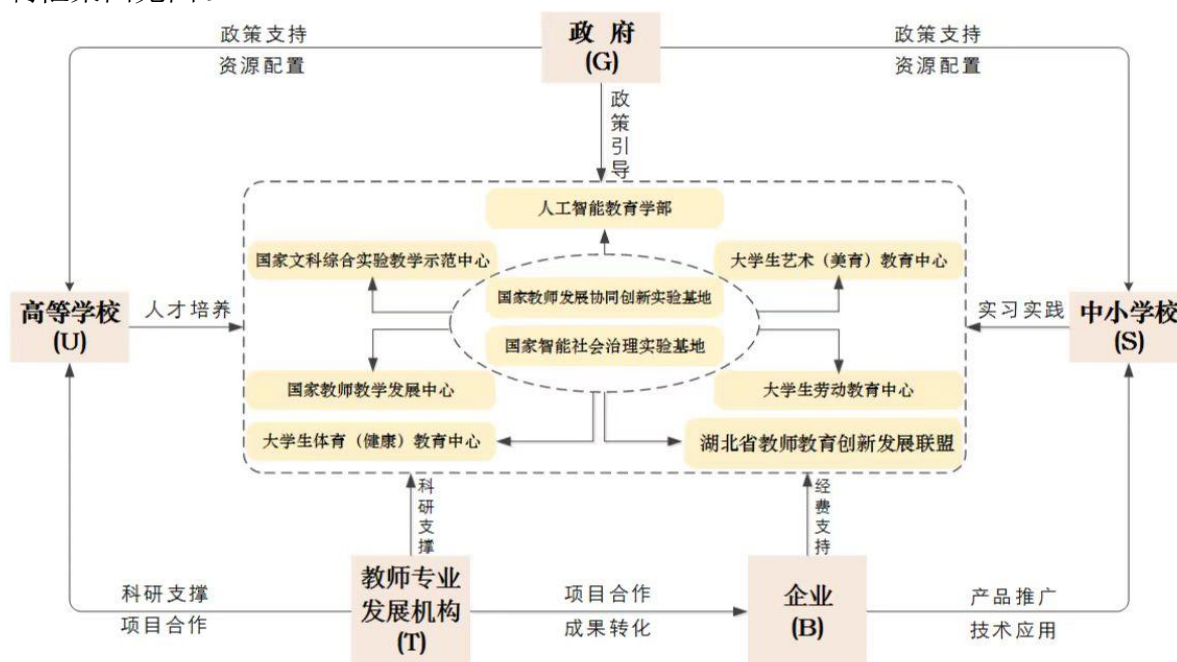 政策支持
资源配置
政 府
(G)
政策支持
资源配置
政策引导
人工智能教育学部
国家文科综合实验教学示范中心
大学生艺术（美育）教育中心
国家教师发展协同创新实验基地
国家智能社会治理实验基地
高等学校
(U)
人才培养
实习实践
中小学校
(S)
国家教师教学发展中心
大学生劳动教育中心
大学生体育（健康）教育中心
湖北省教师教育创新发展联盟
科研支撑
经费支持
科研支撑
项目合作
教师专业
发展机构
(T)
项目合作
成果转化
企业
(B)
产品推广
技术应用